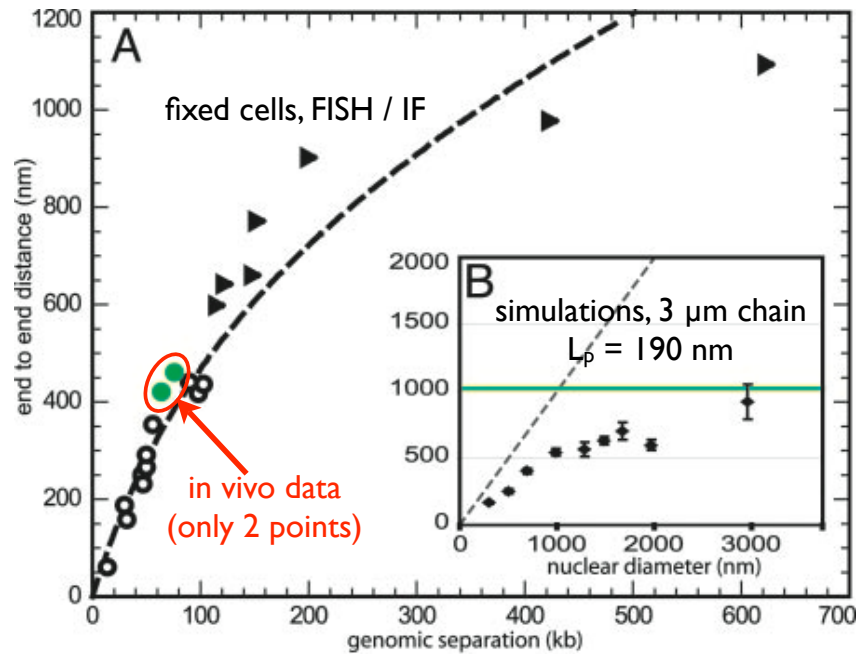 1200
A
1000
fixed cells, FISH / IF
800
600
400
200
0
end to end distance (nm)
in vivo data
(only 2 points)
0 100 200 300 400 500 600 700
genomic separation (kb)
B
2000
simulations, 3 µm chain
1500
Lₚ = 190 nm
1000
500
0
0 1000 2000 3000
nuclear diameter (nm)